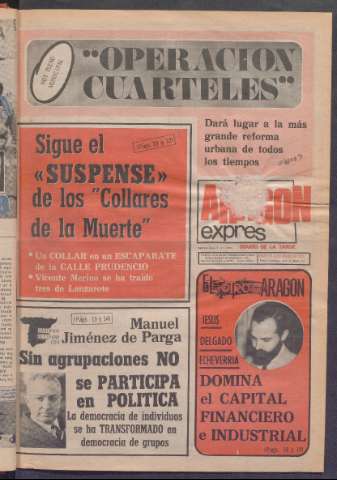 HOY PLENO
MUNICIPAL
"OPERACION
CUARTELES"
Dará lugar a la más
grande reforma
urbana de todos
los tiempos
Sigue el
«SUSPENSE»
de los "Collares
de la Muerte"
• Un COLLAR en un ESCAPARATE
de la CALLE PRUDENCIO
• Vicente Merino se ha traído
tres de Lanzarote
ARAGON
expres
DIARIO DE LA TARDE
ARAGON
JESUS
DELGADO
ECHEVERRIA
DOMINA
el CAPITAL
FINANCIERO
e INDUSTRIAL
Manuel
Jiménez de Parga
Sin agrupaciones NO
se PARTICIPA
en POLITICA
La democracia de individuos
se ha TRANSFORMADO en
democracia de grupos